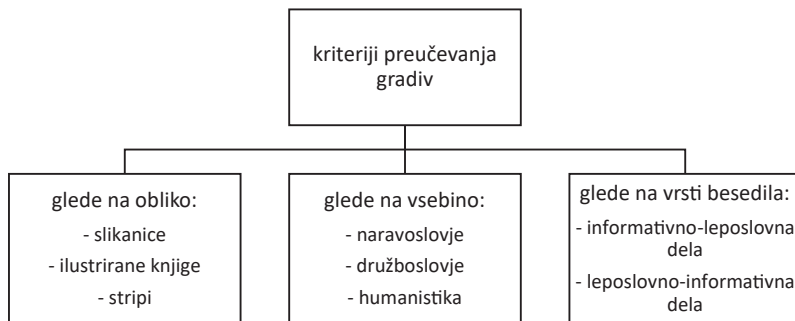 kriteriji preučevanja
gradiv
glede na obliko:
- slikanice
- ilustrirane knjige
- stripi
glede na vsebino:
- naravoslovje
- družboslovje
- humanistika
glede na vrsti besedila:
- informativno-leposlovna
dela
- leposlovno-informativna
dela